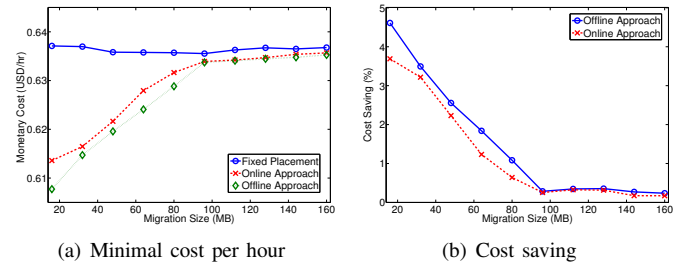 0.64
0.63
0.62
0.61
Monetary Cost (USD/hr)
20 40 60 80 100 120 140 160
Migration Size (MB)
Fixed Placement
Online Approach
Offline Approach
(a) Minimal cost per hour
5
4
3
2
1
0
Cost Saving (%)
Offline Approach
Online Approach
20 40 60 80 100 120 140 160
Migration Size (MB)
(b) Cost saving